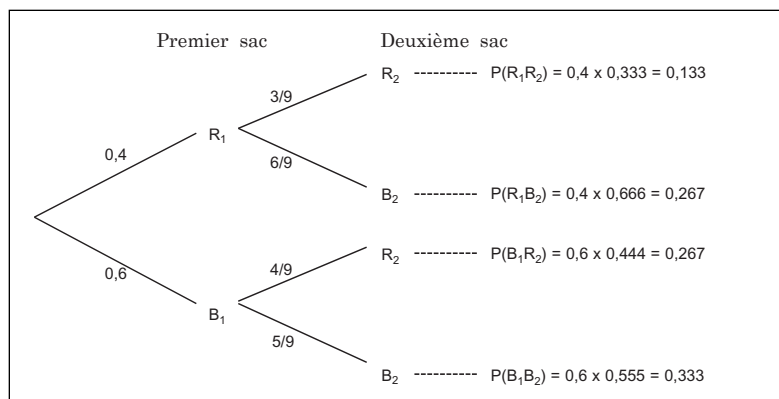 Premier sac Deuxième sac
R₂ ----------- P(R₁R₂) = 0,4 x 0,333 = 0,133
3/9
R₁
0,4
6/9
B₂ ----------- P(R₁B₂) = 0,4 x 0,666 = 0,267
R₂ ----------- P(B₁R₂) = 0,6 x 0,444 = 0,267
4/9
0,6
B₁
5/9
B₂ ----------- P(B₁B₂) = 0,6 x 0,555 = 0,333